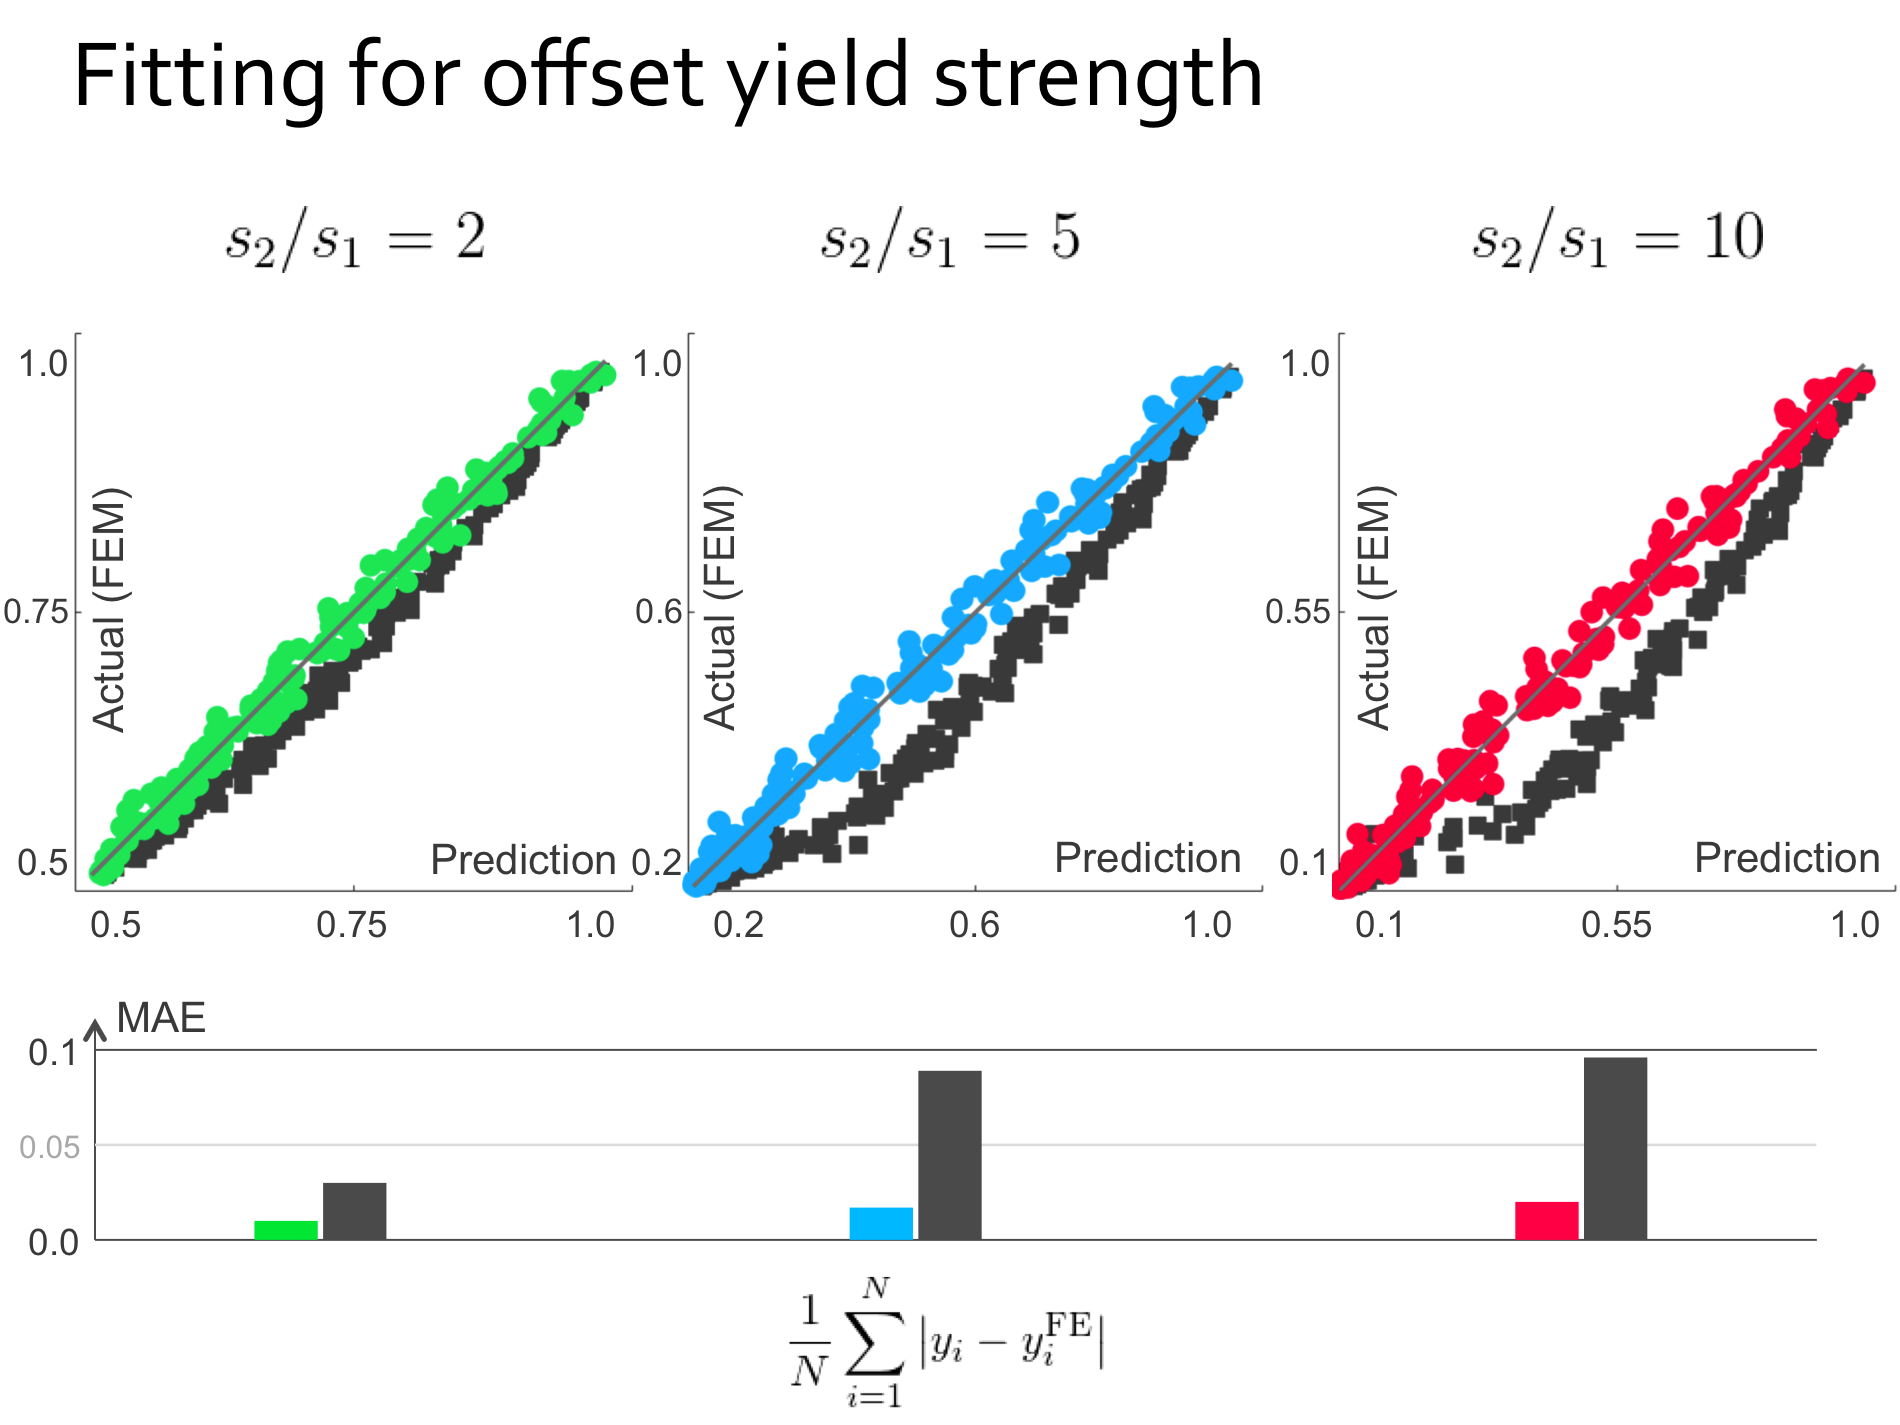 Fitting for offset yield strength
s₂/s₁ = 2
s₂/s₁ = 5
s₂/s₁ = 10
1.0
0.75
0.5
Actual (FEM)
Prediction
0.5 0.75 1.0
1.0
0.6
0.2
Actual (FEM)
Prediction
0.2 0.6 1.0
1.0
0.55
0.1
Actual (FEM)
Prediction
0.1 0.55 1.0
MAE
0.1
0.05
0.0
\frac{1}{N} \sum_{i=1}^{N} |y_i − y_i^{FE}|